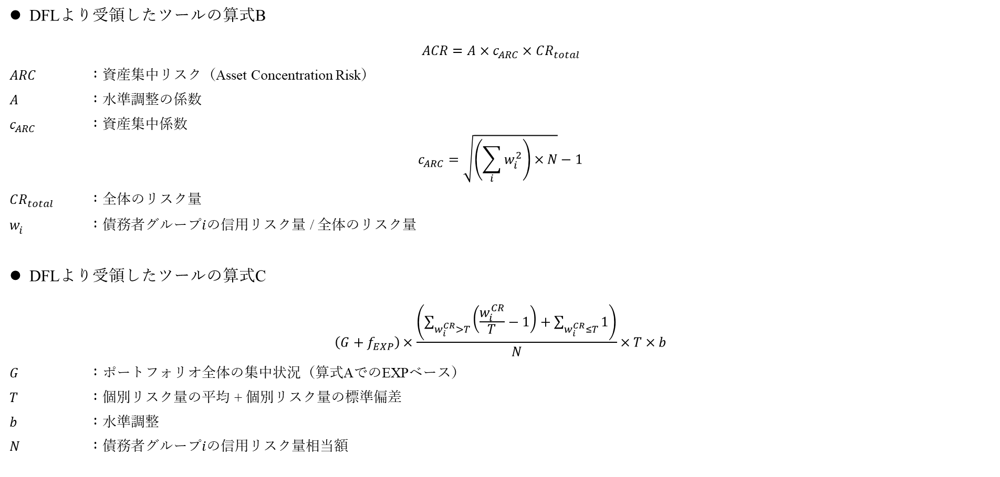 ● DFLより受領したツールの算式B
ACR = A × c_{ARC} × CR_{total}
ARC ：資産集中リスク（Asset Concentration Risk）
A ：水準調整の係数
c_{ARC} ：資産集中係数
c_{ARC} = \sqrt{\left(\sum_i w_i^2\right) × N} − 1
CR_{total} ：全体のリスク量
w_i ：債務者グループiの信用リスク量 / 全体のリスク量
● DFLより受領したツールの算式C
(G + f_{EXP}) × \frac{\left(\sum_{w_i^{CR}>T}\left(\frac{w_i^{CR}}{T} − 1\right) + \sum_{w_i^{CR}≤T} 1\right)}{N} × T × b
G ：ポートフォリオ全体の集中状況（算式AでのEXPベース）
T ：個別リスク量の平均 + 個別リスク量の標準偏差
b ：水準調整
N ：債務者グループiの信用リスク量相当額